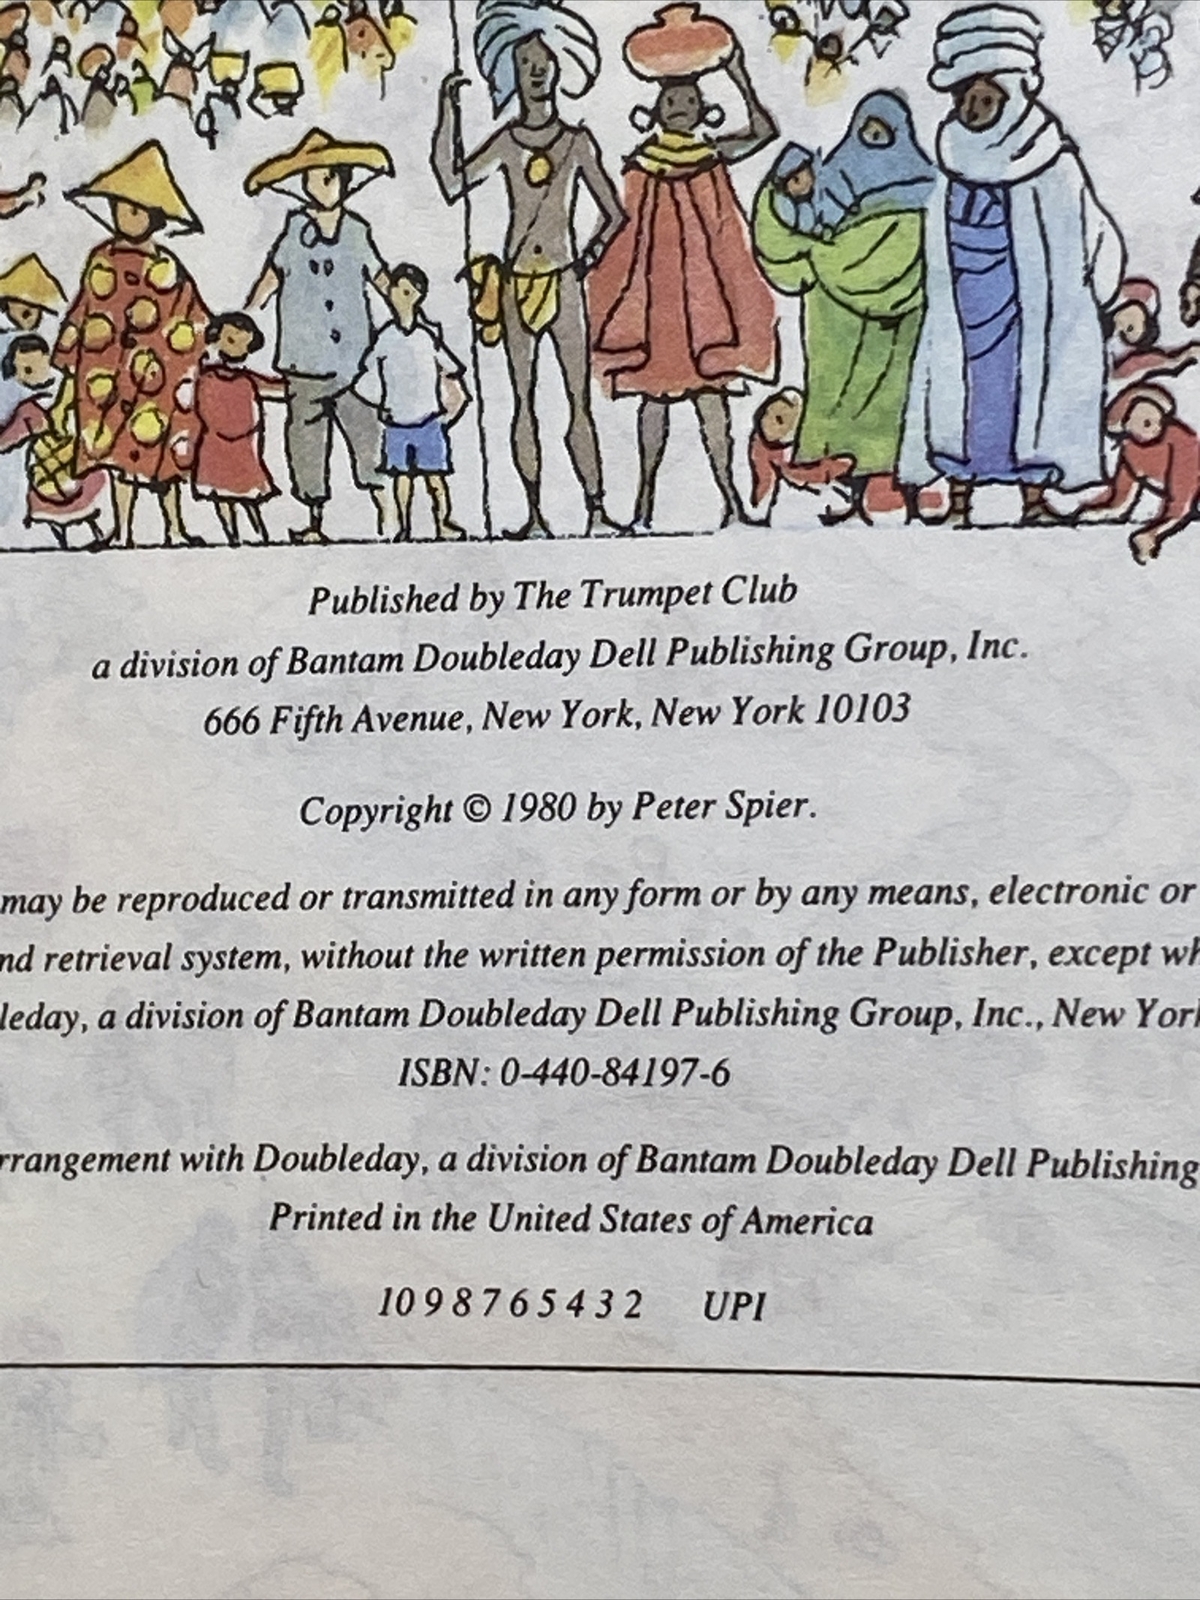 Published by The Trumpet Club
a division of Bantam Doubleday Dell Publishing Group, Inc.
666 Fifth Avenue, New York, New York 10103
Copyright © 1980 by Peter Spier.
may be reproduced or transmitted in any form or by any means, electronic or
nd retrieval system, without the written permission of the Publisher, except wh
leday, a division of Bantam Doubleday Dell Publishing Group, Inc., New York
ISBN: 0-440-84197-6
rrangement with Doubleday, a division of Bantam Doubleday Dell Publishing
Printed in the United States of America
10 9 8 7 6 5 4 3 2 UPI